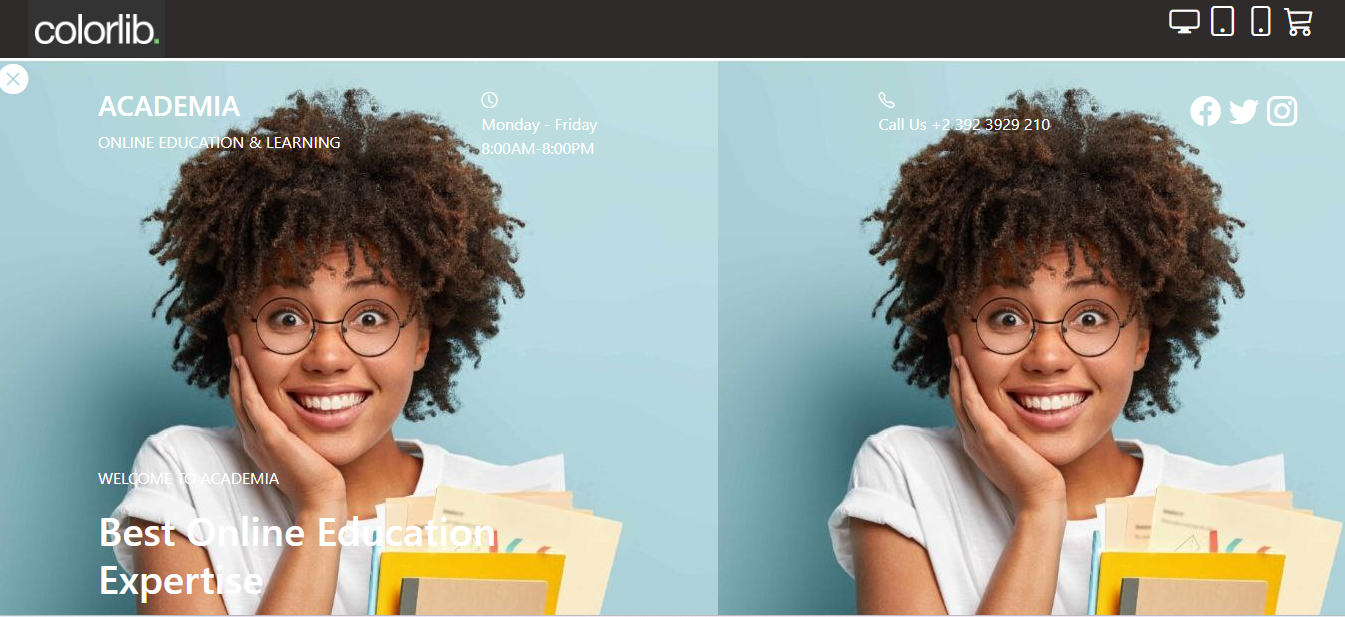 colorlib.
ACADEMIA
ONLINE EDUCATION & LEARNING
Monday - Friday
8:00AM-8:00PM
Call Us +2 392 3929 210
WELCOME TO ACADEMIA
Best Online Education
Expertise